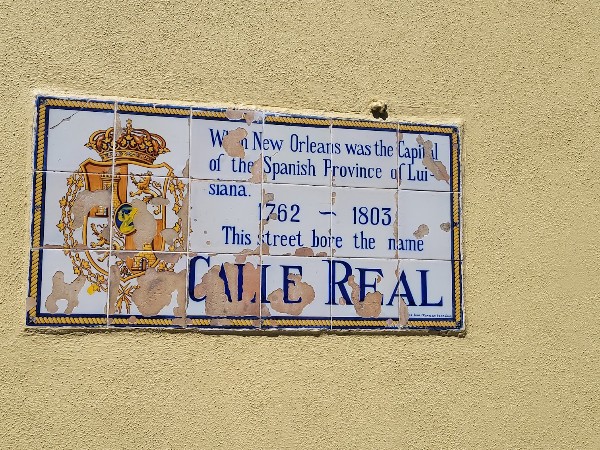 When New Orleans was the Capital
of the Spanish Province of Loui-
siana.
1762 ~ 1803
This street bore the name
CALLE REAL